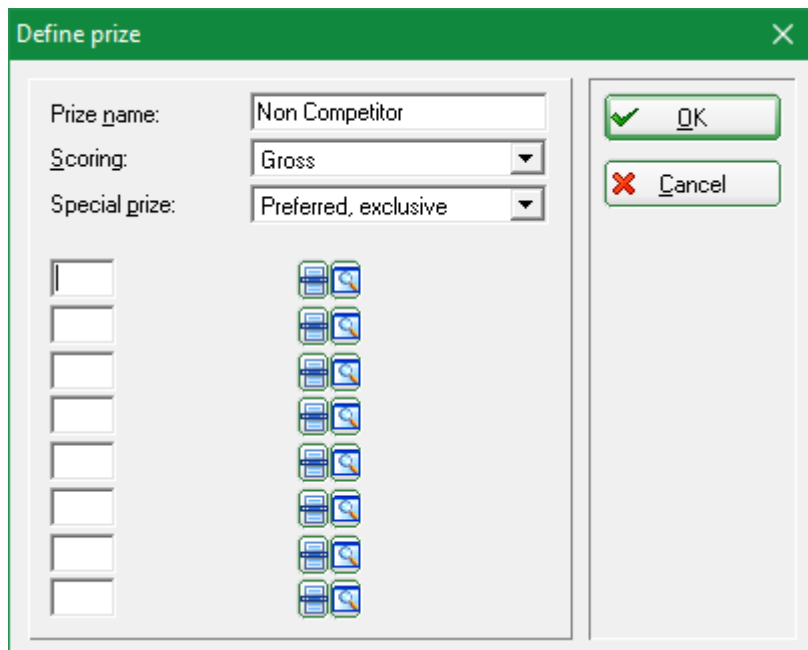 Define prize
Prize name: Non Competitor
Scoring: Gross
Special prize: Preferred, exclusive
OK
Cancel